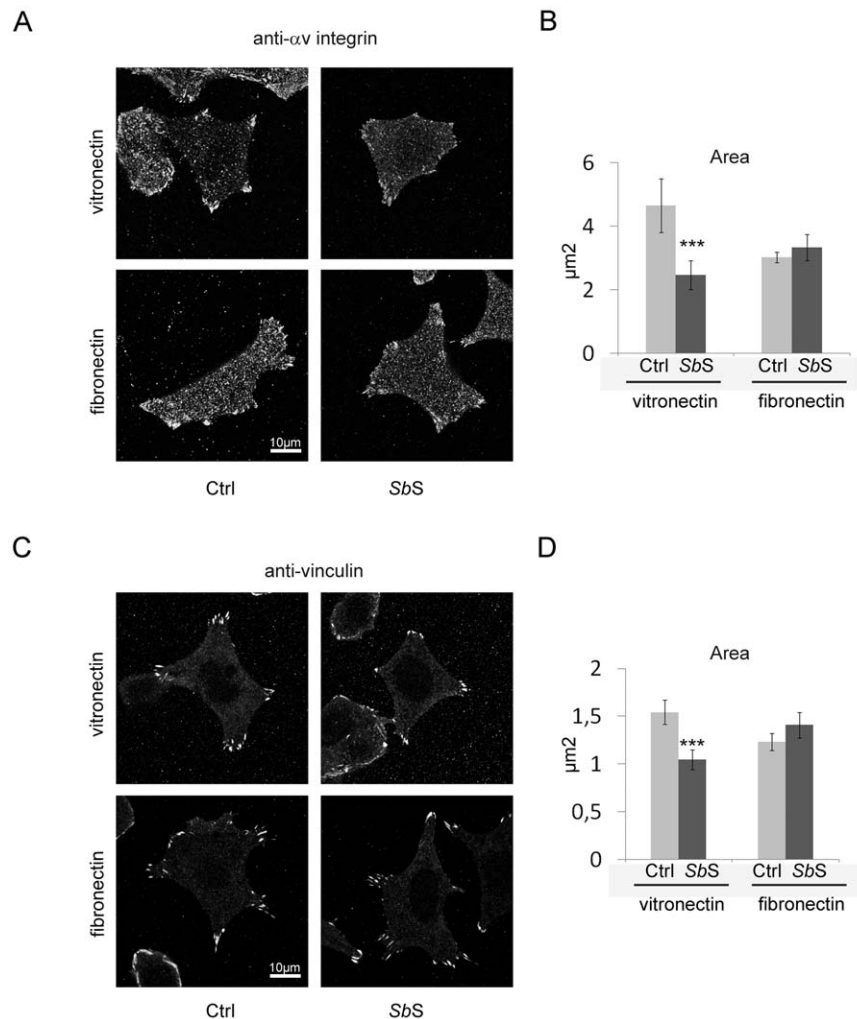 A
anti-αv integrin
vitronectin
fibronectin
10µm
Ctrl SbS
B
Area
µm2
6
4
2
0
***
Ctrl SbS Ctrl SbS
vitronectin fibronectin
C
anti-vinculin
vitronectin
fibronectin
10µm
Ctrl SbS
D
Area
µm2
2
1,5
1
0,5
0
***
Ctrl SbS Ctrl SbS
vitronectin fibronectin